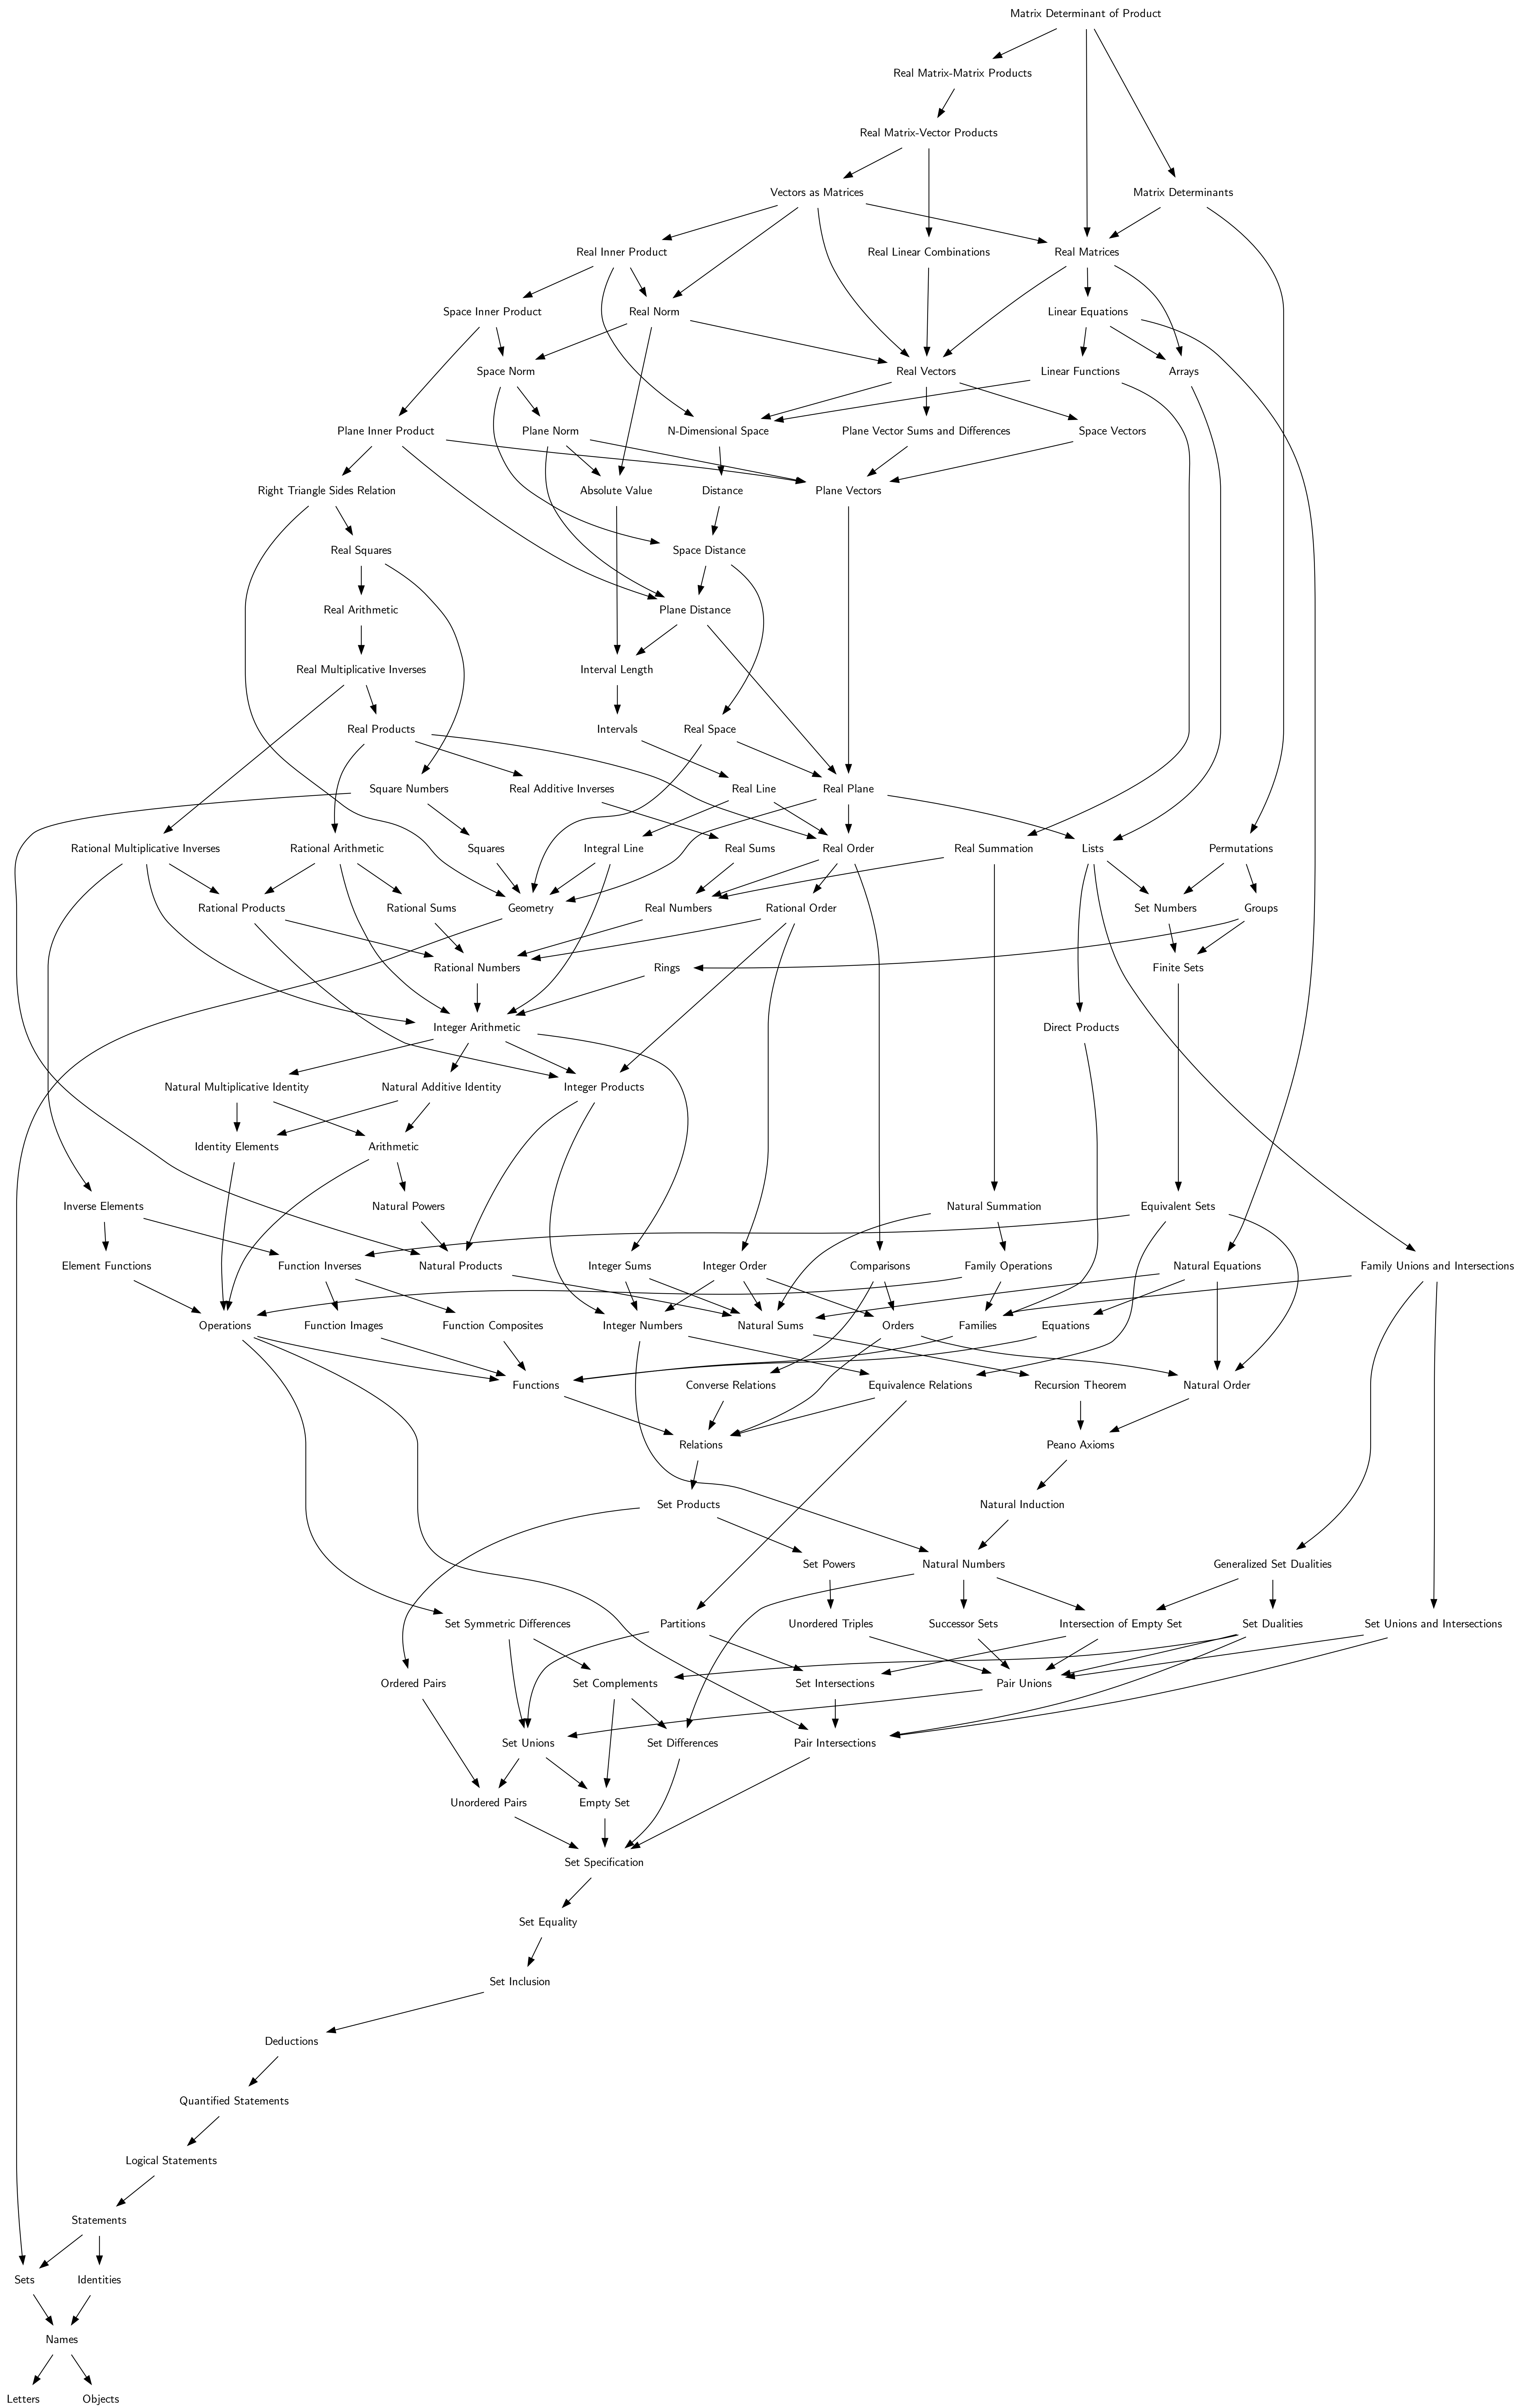 Matrix Determinant of Product
Real Matrix-Matrix Products
Real Matrix-Vector Products
Vectors as Matrices
Matrix Determinants
Real Inner Product
Real Linear Combinations
Real Matrices
Space Inner Product
Real Norm
Linear Equations
Space Norm
Real Vectors
Linear Functions
Arrays
Plane Inner Product
Plane Norm
N-Dimensional Space
Plane Vector Sums and Differences
Space Vectors
Right Triangle Sides Relation
Absolute Value
Distance
Plane Vectors
Real Squares
Space Distance
Real Arithmetic
Plane Distance
Real Multiplicative Inverses
Interval Length
Real Products
Intervals
Real Space
Square Numbers
Real Additive Inverses
Real Line
Real Plane
Rational Multiplicative Inverses
Rational Arithmetic
Squares
Integral Line
Real Sums
Real Order
Real Summation
Lists
Permutations
Rational Products
Rational Sums
Geometry
Real Numbers
Rational Order
Set Numbers
Groups
Rational Numbers
Rings
Finite Sets
Integer Arithmetic
Direct Products
Natural Multiplicative Identity
Natural Additive Identity
Integer Products
Identity Elements
Arithmetic
Inverse Elements
Natural Powers
Natural Summation
Equivalent Sets
Element Functions
Function Inverses
Natural Products
Integer Sums
Integer Order
Comparisons
Family Operations
Natural Equations
Family Unions and Intersections
Operations
Function Images
Function Composites
Integer Numbers
Natural Sums
Orders
Families
Equations
Functions
Converse Relations
Equivalence Relations
Recursion Theorem
Natural Order
Relations
Peano Axioms
Set Products
Natural Induction
Set Powers
Natural Numbers
Generalized Set Dualities
Set Symmetric Differences
Partitions
Unordered Triples
Successor Sets
Intersection of Empty Set
Set Dualities
Set Unions and Intersections
Ordered Pairs
Set Complements
Set Intersections
Pair Unions
Set Unions
Set Differences
Pair Intersections
Unordered Pairs
Empty Set
Set Specification
Set Equality
Set Inclusion
Deductions
Quantified Statements
Logical Statements
Statements
Sets
Identities
Names
Letters
Objects